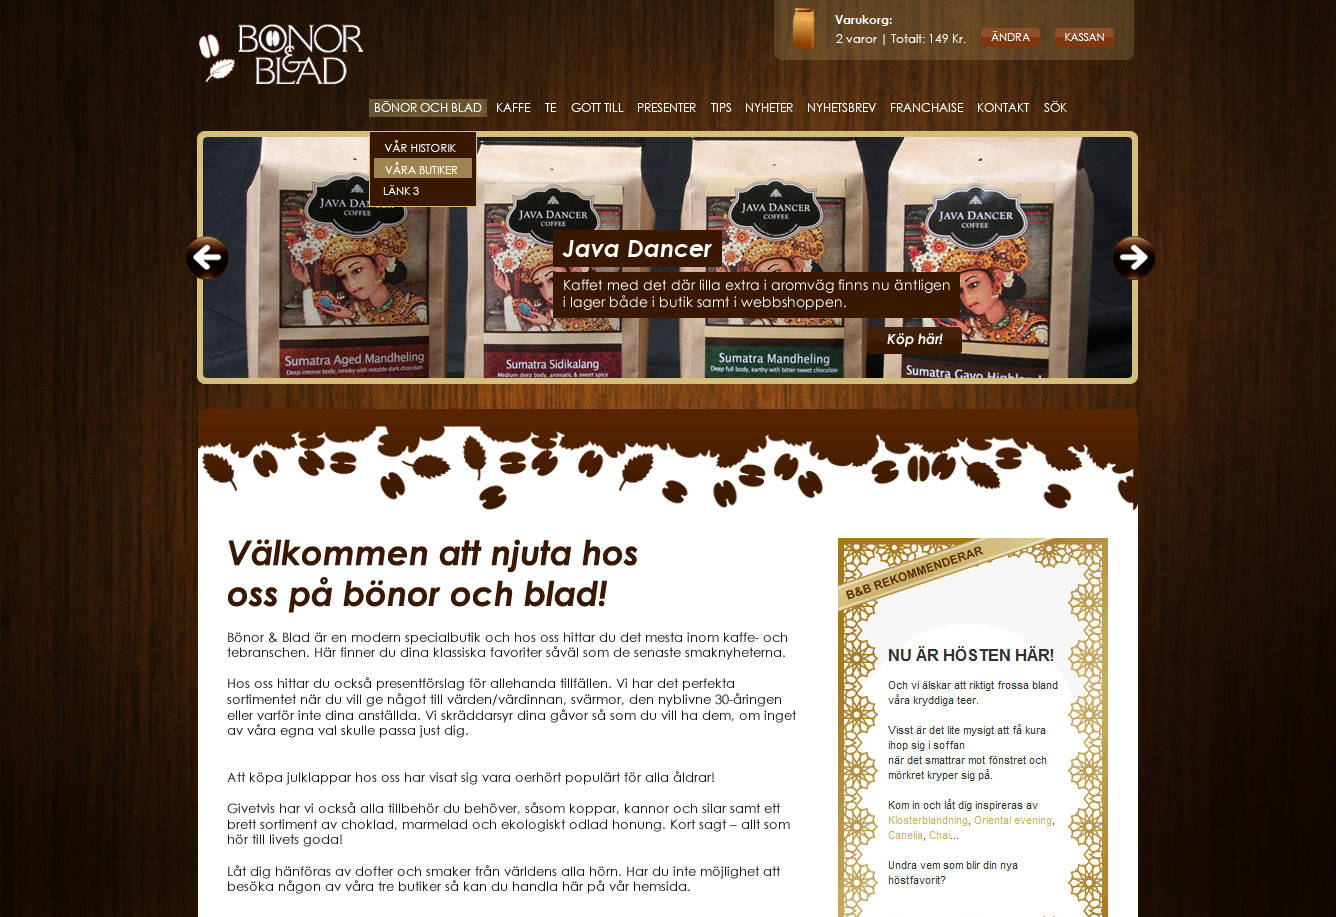 BÖNOR
& BLAD
Varukorg:
2 varor | Totalt: 149 Kr.
ÄNDRA
KASSAN
BÖNOR OCH BLAD KAFFE TE GOTT TILL PRESENTER TIPS NYHETER NYHETSBREV FRANCHAISE KONTAKT SÖK
VÅR HISTORIK
VÅRA BUTIKER
LÄNK 3
JAVA DANCER
COFFEE
JAVA DANCER
COFFEE
JAVA DANCER
COFFEE
JAVA DANCER
COFFEE
Java Dancer
Kaffet med det där lilla extra i aromväg finns nu äntligen
i lager både i butik samt i webbshoppen.
Köp här!
Sumatra Aged Mandheling
Deep intense body, smoky with notable dark chocolate
Sumatra Sidikalang
Medium deep body, aromatic & sweet spicy
Sumatra Mandheling
Deep full body, earthy with bitter-sweet chocolate
Sumatra Gayo Highland
Välkommen att njuta hos
oss på bönor och blad!
Bönor & Blad är en modern specialbutik och hos oss hittar du det mesta inom kaffe- och
tebranschen. Här finner du dina klassiska favoriter såväl som de senaste smaknyheterna.
Hos oss hittar du också presentförslag för allehanda tillfällen. Vi har det perfekta
sortimentet när du vill ge något till värden/värdinnan, svärmor, den nyblivne 30-åringen
eller varför inte dina anställda. Vi skräddarsyr dina gåvor så som du vill ha dem, om inget
av våra egna val skulle passa just dig.
Att köpa julklappar hos oss har visat sig vara oerhört populärt för alla åldrar!
Givetvis har vi också alla tillbehör du behöver, såsom koppar, kannor och silar samt ett
brett sortiment av choklad, marmelad och ekologiskt odlad honung. Kort sagt – allt som
hör till livets goda!
Låt dig hänföras av dofter och smaker från världens alla hörn. Har du inte möjlighet att
besöka någon av våra tre butiker så kan du handla här på vår hemsida.
B&B REKOMMENDERAR
NU ÄR HÖSTEN HÄR!
Och vi älskar att riktigt frossa bland
våra kryddiga teer.
Visst är det lite mysigt att få kura
ihop sig i soffan
när det smattrar mot fönstret och
mörkret kryper sig på.
Kom in och låt dig inspireras av
Klosterblandning, Oriental evening,
Canelia, Chai...
Undra vem som blir din nya
höstfavorit?